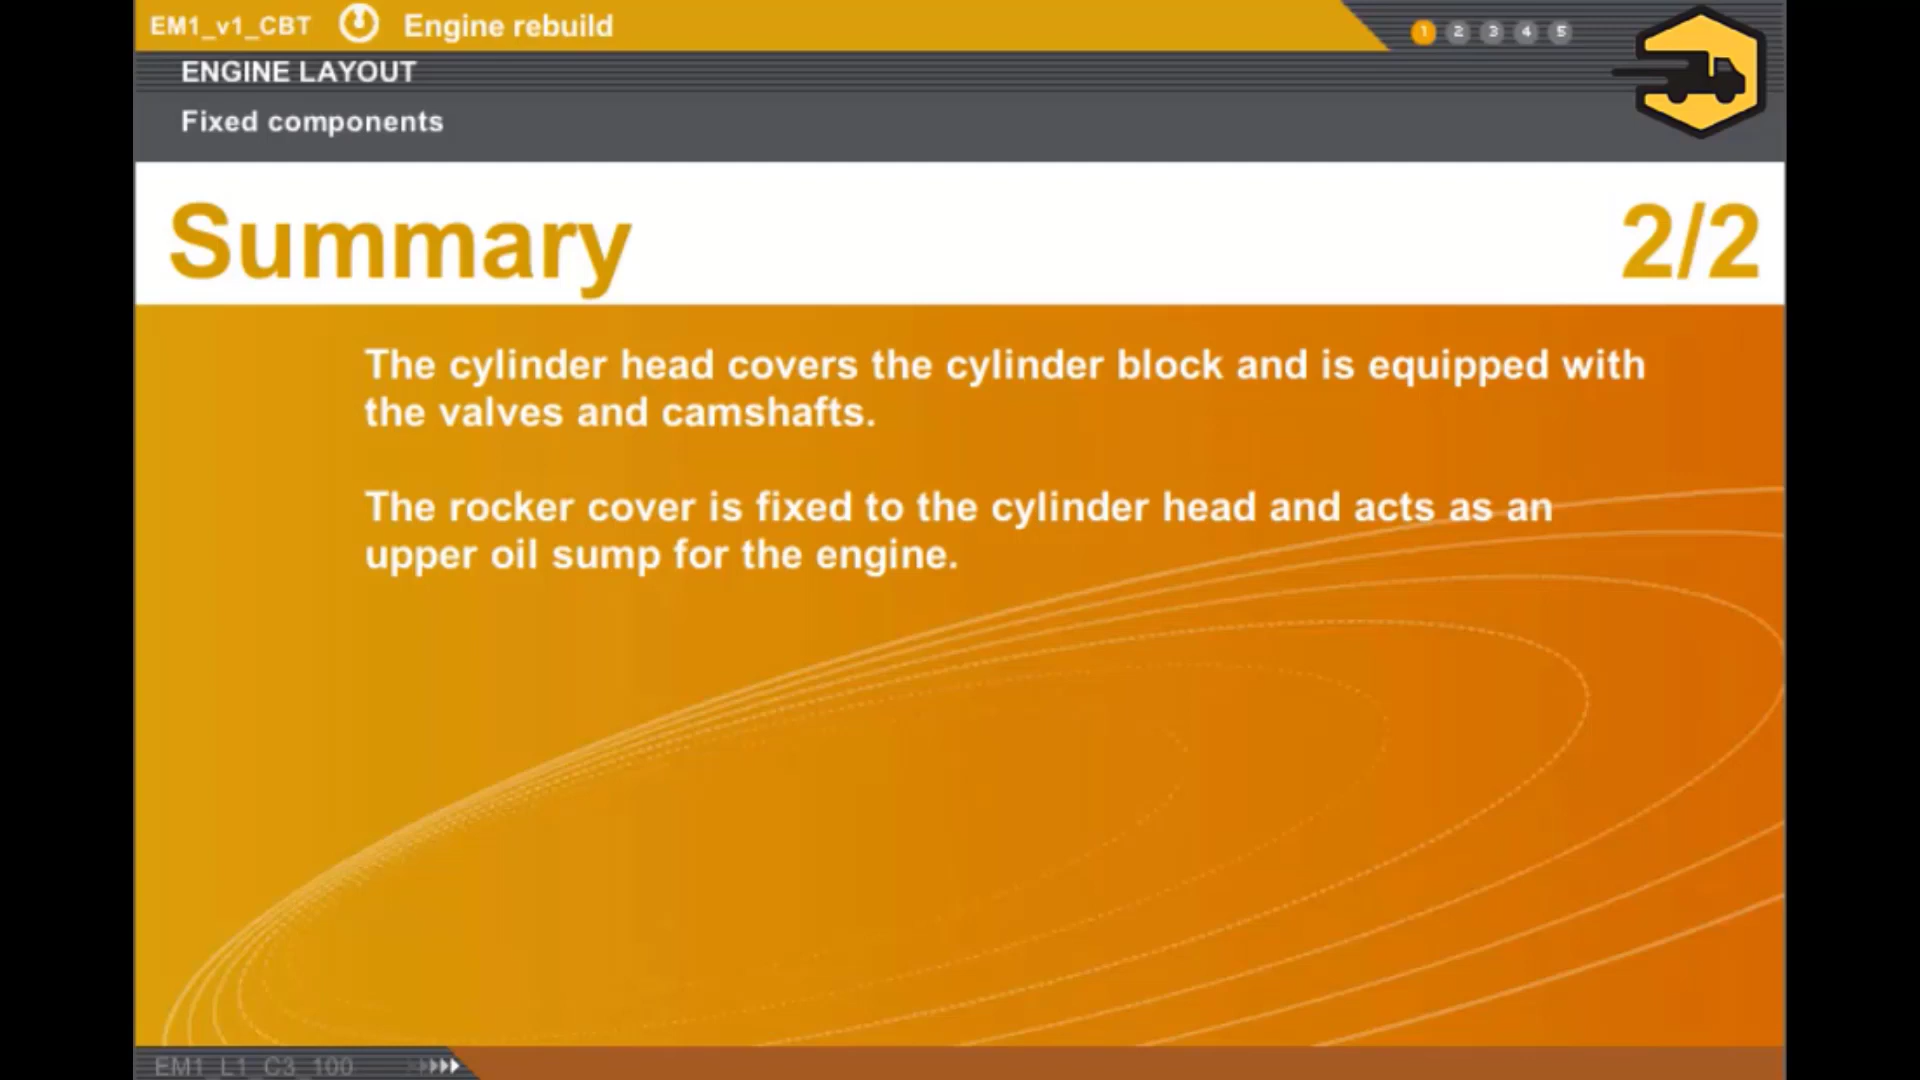 EM1_v1_CBT Engine rebuild
1 2 3 4 5
ENGINE LAYOUT
Fixed components
Summary 2/2
The cylinder head covers the cylinder block and is equipped with
the valves and camshafts.
The rocker cover is fixed to the cylinder head and acts as an
upper oil sump for the engine.
EM1_L1_C3_100